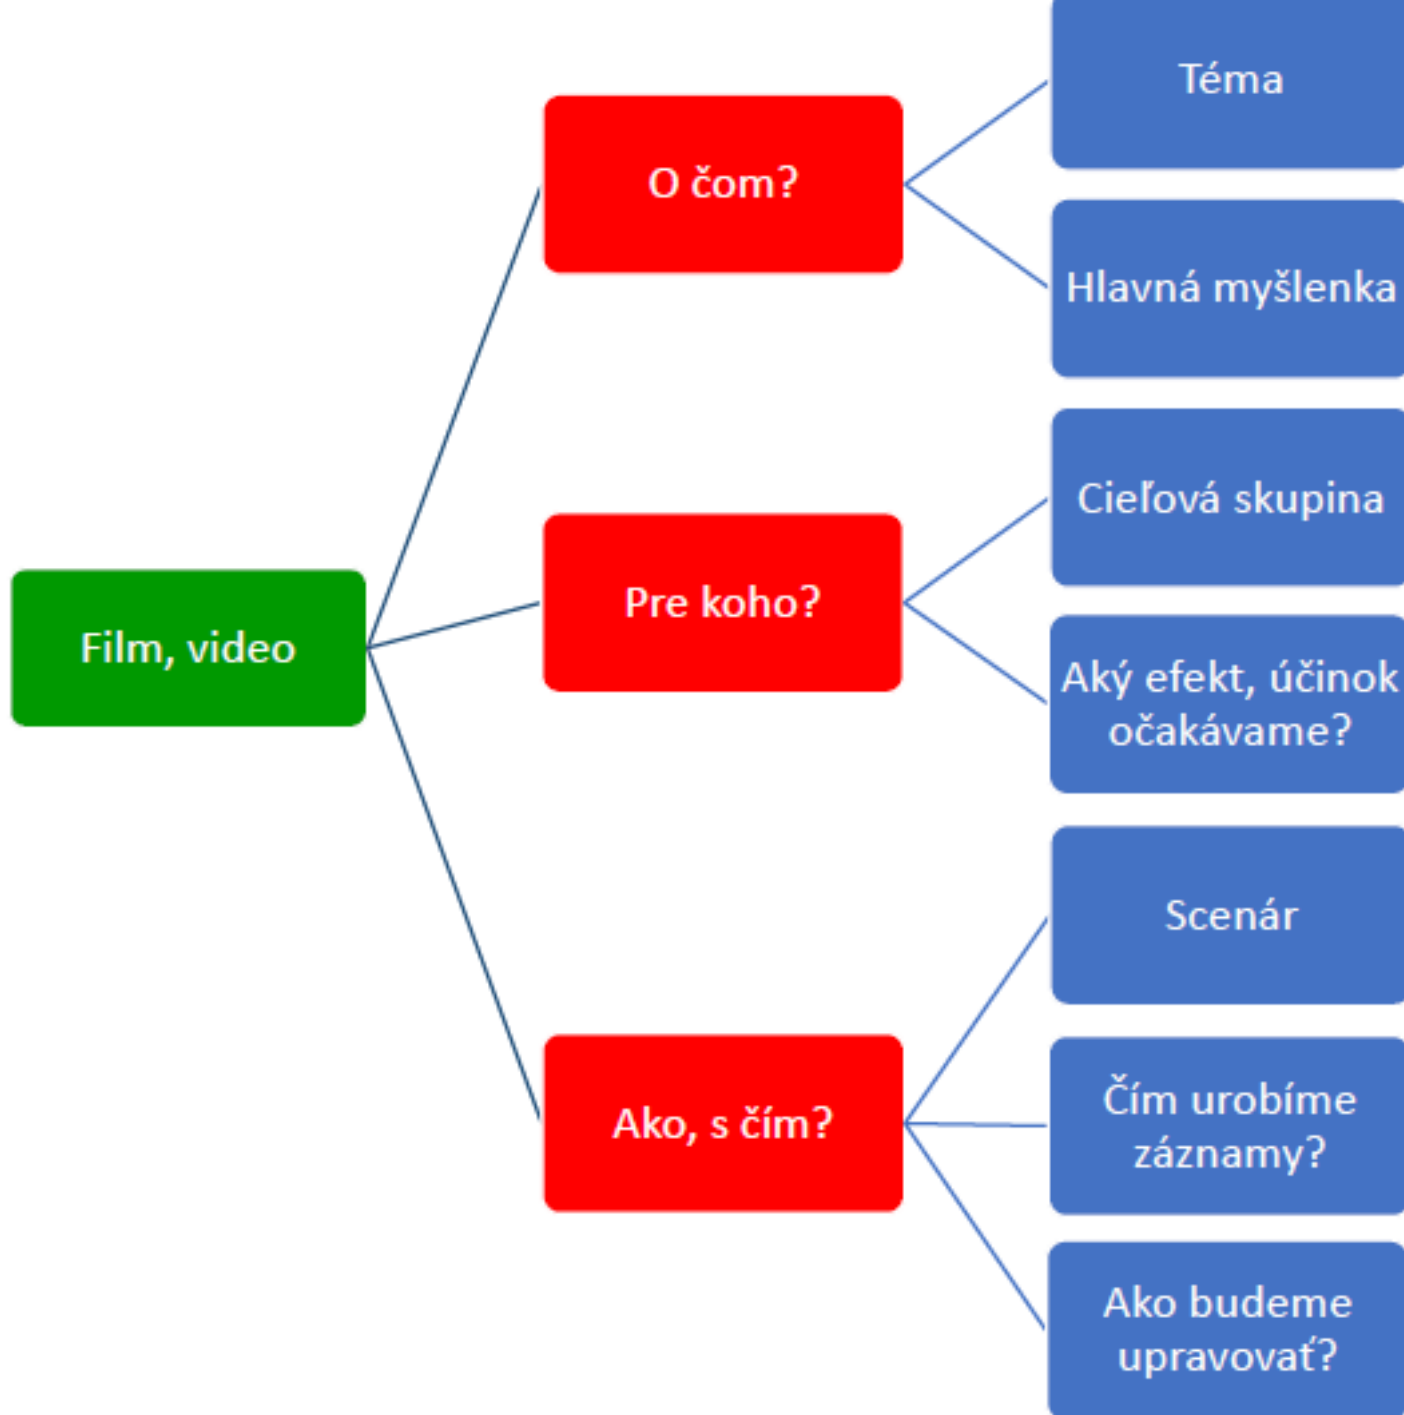 Film, video
O čom?
Téma
Hlavná myšlenka
Pre koho?
Cieľová skupina
Aký efekt, účinok
očakávame?
Ako, s čím?
Scenár
Čím urobíme
záznamy?
Ako budeme
upravovať?